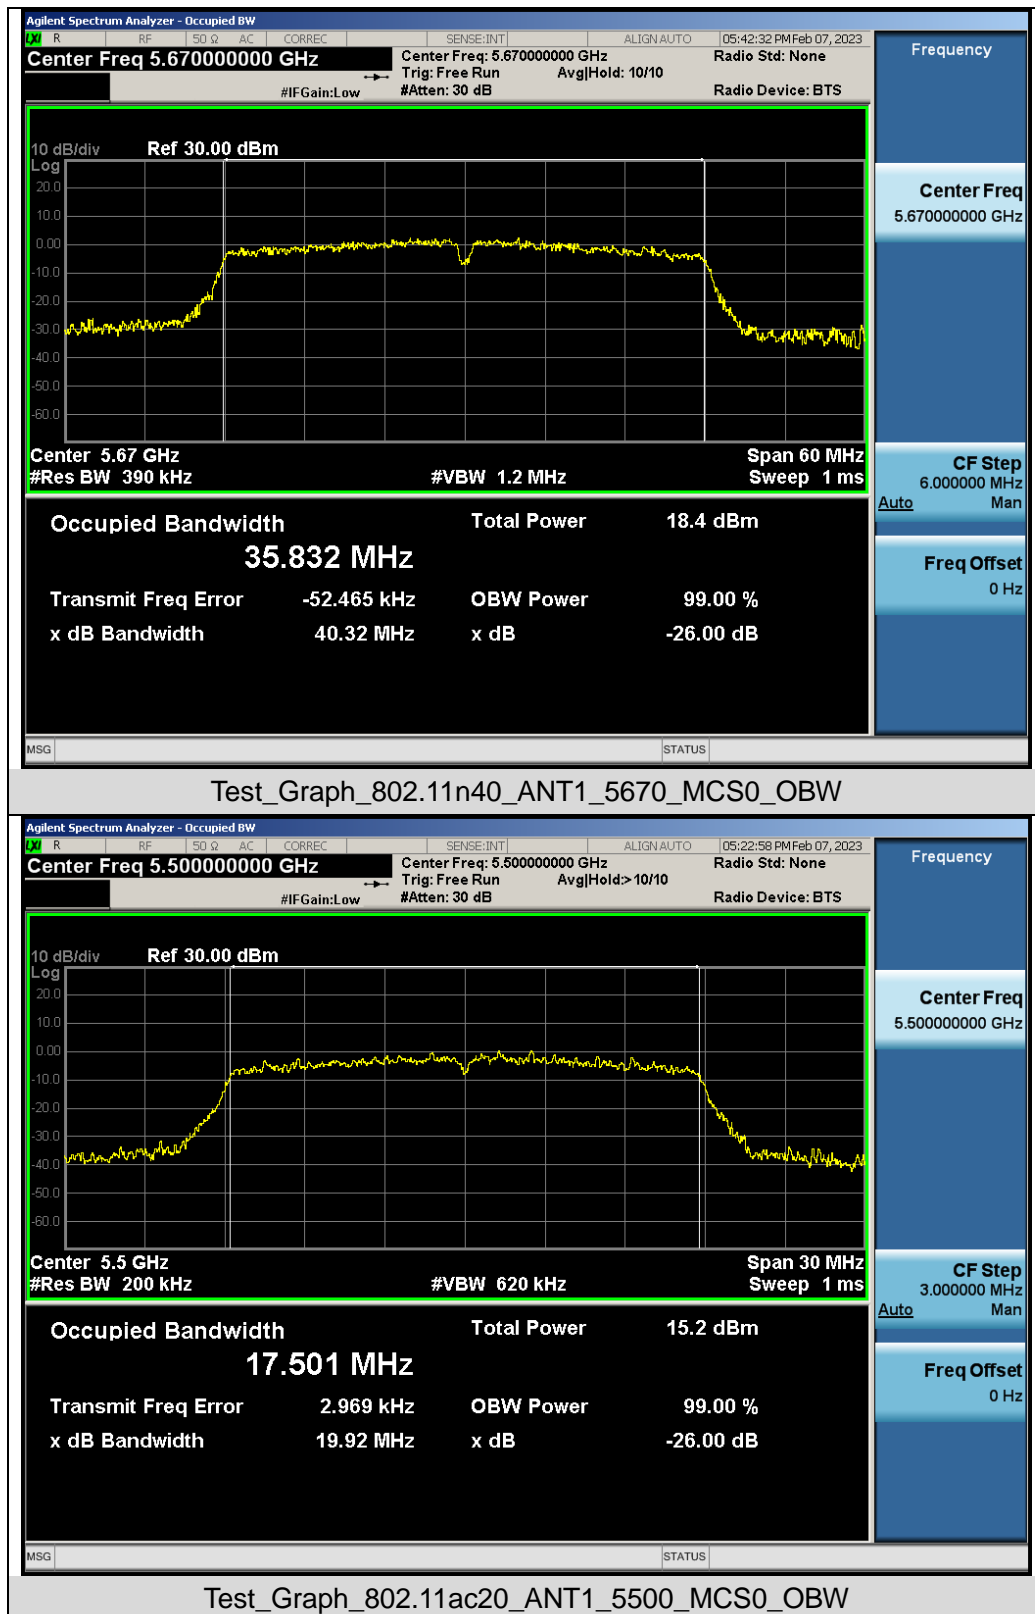 Agilent Spectrum Analyzer - Occupied BW
LXI R RF 50 Ω AC CORREC SENSE:INT ALIGN AUTO 05:42:32 PM Feb 07, 2023
Center Freq 5.670000000 GHz
Center Freq: 5.670000000 GHz Radio Std: None
Trig: Free Run Avg|Hold: 10/10
#IFGain:Low #Atten: 30 dB Radio Device: BTS
Frequency
10 dB/div Ref 30.00 dBm
Log
20.0
10.0
0.00
-10.0
-20.0
-30.0
-40.0
-50.0
-60.0
Center 5.67 GHz Span 60 MHz
#Res BW 390 kHz #VBW 1.2 MHz Sweep 1 ms
Center Freq
5.670000000 GHz
CF Step
6.000000 MHz
Auto Man
Freq Offset
0 Hz
Occupied Bandwidth Total Power 18.4 dBm
35.832 MHz
Transmit Freq Error -52.465 kHz OBW Power 99.00 %
x dB Bandwidth 40.32 MHz x dB -26.00 dB
MSG STATUS
Test_Graph_802.11n40_ANT1_5670_MCS0_OBW
Agilent Spectrum Analyzer - Occupied BW
LXI R RF 50 Ω AC CORREC SENSE:INT ALIGN AUTO 05:22:58 PM Feb 07, 2023
Center Freq 5.500000000 GHz
Center Freq: 5.500000000 GHz Radio Std: None
Trig: Free Run Avg|Hold:>10/10
#IFGain:Low #Atten: 30 dB Radio Device: BTS
Frequency
10 dB/div Ref 30.00 dBm
Log
20.0
10.0
0.00
-10.0
-20.0
-30.0
-40.0
-50.0
-60.0
Center 5.5 GHz Span 30 MHz
#Res BW 200 kHz #VBW 620 kHz Sweep 1 ms
Center Freq
5.500000000 GHz
CF Step
3.000000 MHz
Auto Man
Freq Offset
0 Hz
Occupied Bandwidth Total Power 15.2 dBm
17.501 MHz
Transmit Freq Error 2.969 kHz OBW Power 99.00 %
x dB Bandwidth 19.92 MHz x dB -26.00 dB
MSG STATUS
Test_Graph_802.11ac20_ANT1_5500_MCS0_OBW